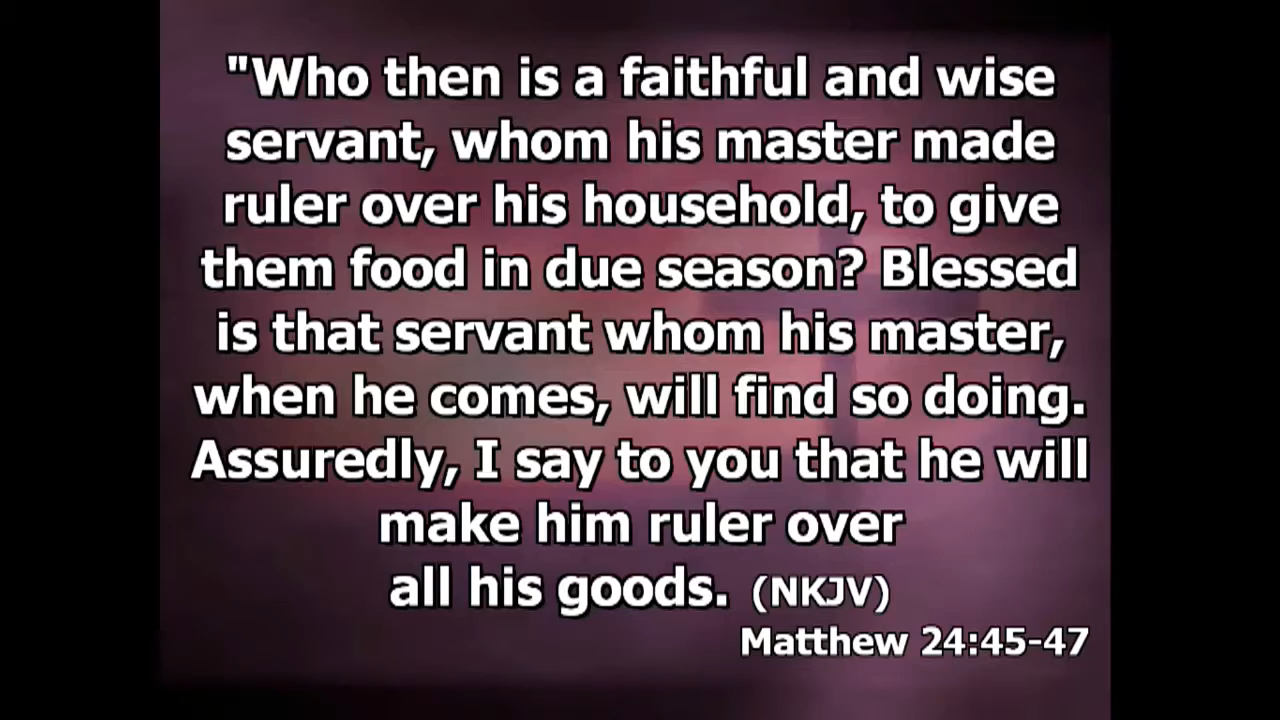 "Who then is a faithful and wise
servant, whom his master made
ruler over his household, to give
them food in due season? Blessed
is that servant whom his master,
when he comes, will find so doing.
Assuredly, I say to you that he will
make him ruler over
all his goods. (NKJV)
Matthew 24:45-47